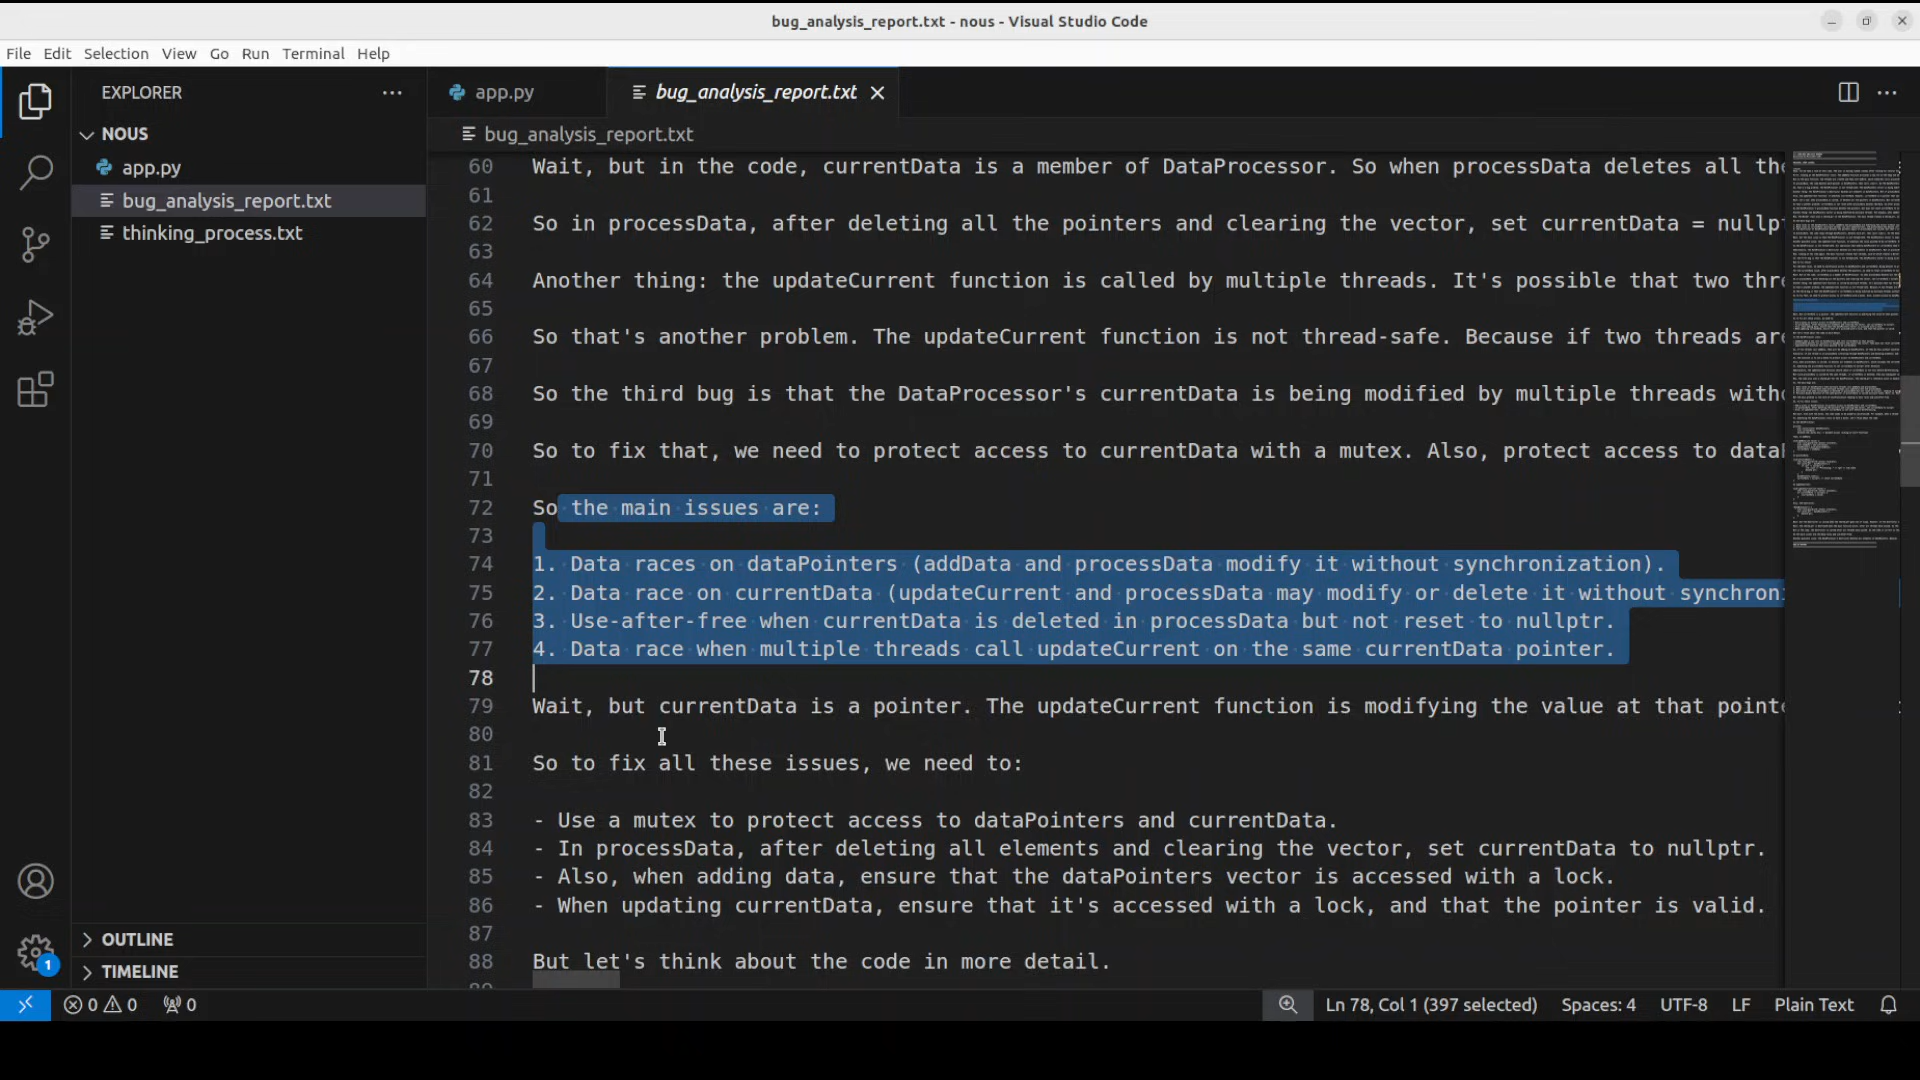 bug_analysis_report.txt - nous - Visual Studio Code
File Edit Selection View Go Run Terminal Help
EXPLORER
NOUS
app.py
bug_analysis_report.txt
thinking_process.txt
OUTLINE
TIMELINE
1
app.py
bug_analysis_report.txt
bug_analysis_report.txt
60 Wait, but in the code, currentData is a member of DataProcessor. So when processData deletes all the
61
62 So in processData, after deleting all the pointers and clearing the vector, set currentData = nullpt
63
64 Another thing: the updateCurrent function is called by multiple threads. It's possible that two thre
65
66 So that's another problem. The updateCurrent function is not thread-safe. Because if two threads are
67
68 So the third bug is that the DataProcessor's currentData is being modified by multiple threads witho
69
70 So to fix that, we need to protect access to currentData with a mutex. Also, protect access to dataP
71
72 So the main issues are:
73
74 1. Data races on dataPointers (addData and processData modify it without synchronization).
75 2. Data race on currentData (updateCurrent and processData may modify or delete it without synchroni
76 3. Use-after-free when currentData is deleted in processData but not reset to nullptr.
77 4. Data race when multiple threads call updateCurrent on the same currentData pointer.
78
79 Wait, but currentData is a pointer. The updateCurrent function is modifying the value at that pointe
80
81 So to fix all these issues, we need to:
82
83 - Use a mutex to protect access to dataPointers and currentData.
84 - In processData, after deleting all elements and clearing the vector, set currentData to nullptr.
85 - Also, when adding data, ensure that the dataPointers vector is accessed with a lock.
86 - When updating currentData, ensure that it's accessed with a lock, and that the pointer is valid.
87
88 But let's think about the code in more detail.
0 0 0 Ln 78, Col 1 (397 selected) Spaces: 4 UTF-8 LF Plain Text